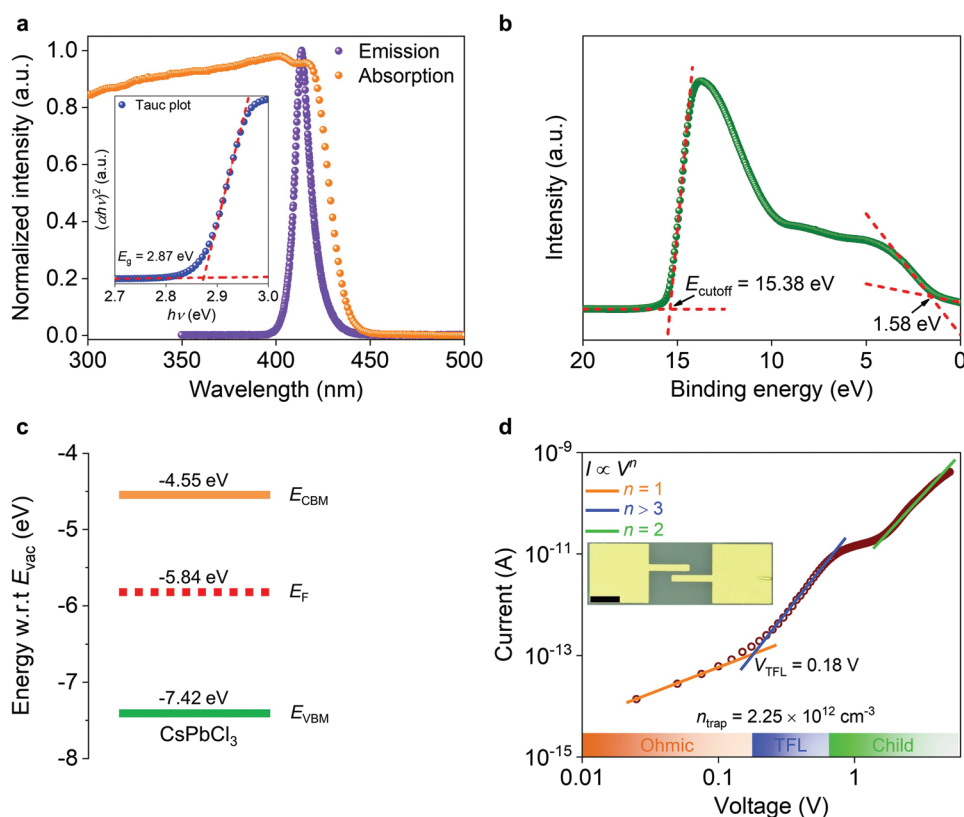 a
Normalized intensity (a.u.)
1.0
0.8
0.6
0.4
0.2
0.0
Emission
Absorption
Tauc plot
(αhν)²  (a.u.)
E_g = 2.87 eV
2.7 2.8 2.9 3.0
hν (eV)
300 350 400 450 500
Wavelength (nm)
b
Intensity (a.u.)
E_cutoff = 15.38 eV
1.58 eV
20 15 10 5 0
Binding energy (eV)
c
Energy w.r.t E_vac (eV)
-4
-5
-6
-7
-8
-4.55 eV
E_CBM
-5.84 eV
E_F
-7.42 eV
E_VBM
CsPbCl₃
d
Current (A)
10⁻⁹
10⁻¹¹
10⁻¹³
10⁻¹⁵
I ∝ Vⁿ
n = 1
n > 3
n = 2
V_TFL = 0.18 V
n_trap = 2.25 × 10¹² cm⁻³
Ohmic TFL Child
0.01 0.1 1
Voltage (V)